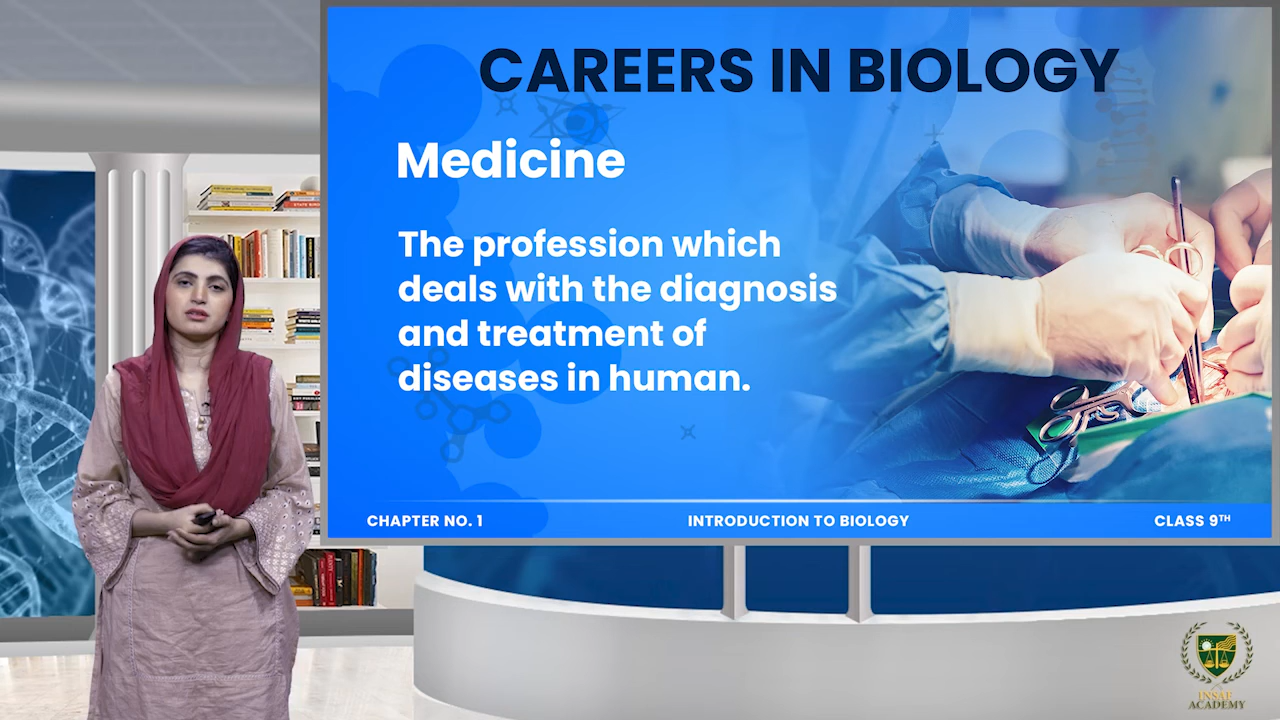 CAREERS IN BIOLOGY
Medicine
The profession which
deals with the diagnosis
and treatment of
diseases in human.
CHAPTER NO. 1
INTRODUCTION TO BIOLOGY
CLASS 9TH
ACADEMY